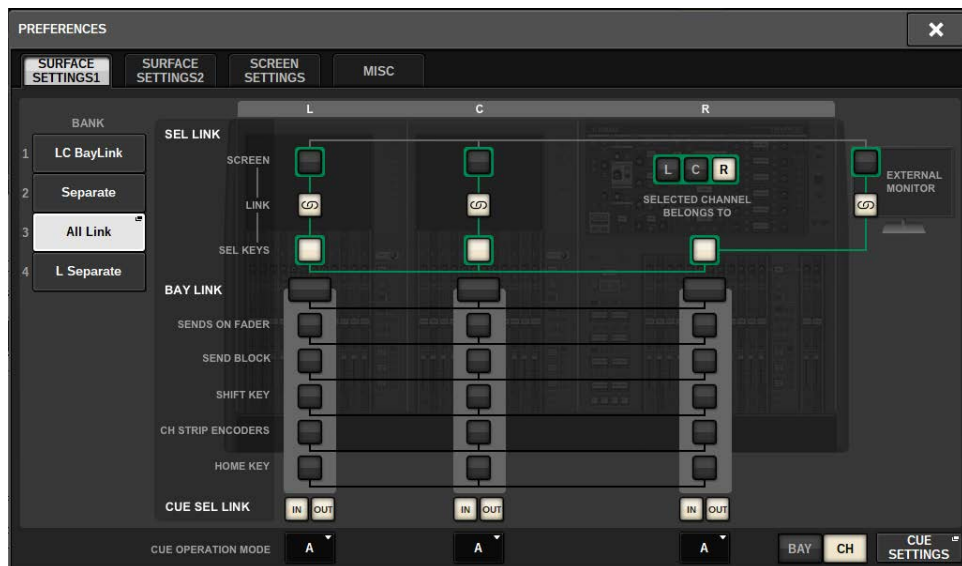 PREFERENCES
SURFACE SETTINGS1
SURFACE SETTINGS2
SCREEN SETTINGS
MISC
L C R
BANK
1 LC BayLink
2 Separate
3 All Link
4 L Separate
SEL LINK
SCREEN
LINK
SEL KEYS
L C R
SELECTED CHANNEL
BELONGS TO
EXTERNAL
MONITOR
BAY LINK
SENDS ON FADER
SEND BLOCK
SHIFT KEY
CH STRIP ENCODERS
HOME KEY
CUE SEL LINK
IN OUT
IN OUT
IN OUT
CUE OPERATION MODE
A
A
A
BAY CH
CUE
SETTINGS